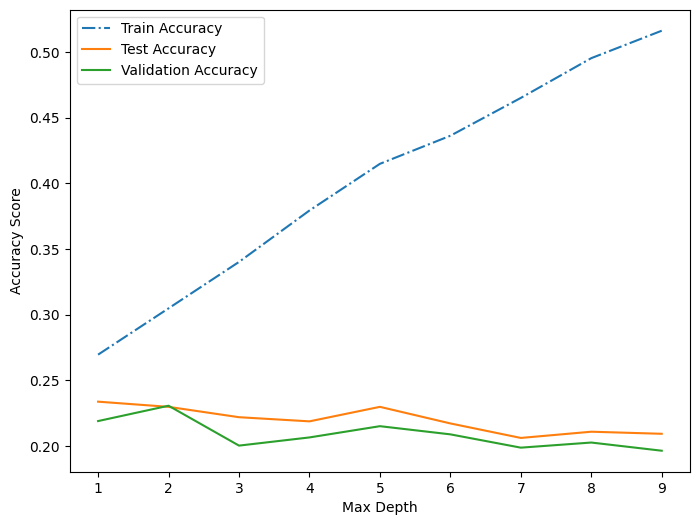 Train Accuracy
Test Accuracy
Validation Accuracy
0.50
0.45
0.40
0.35
0.30
0.25
0.20
Accuracy Score
1 2 3 4 5 6 7 8 9
Max Depth